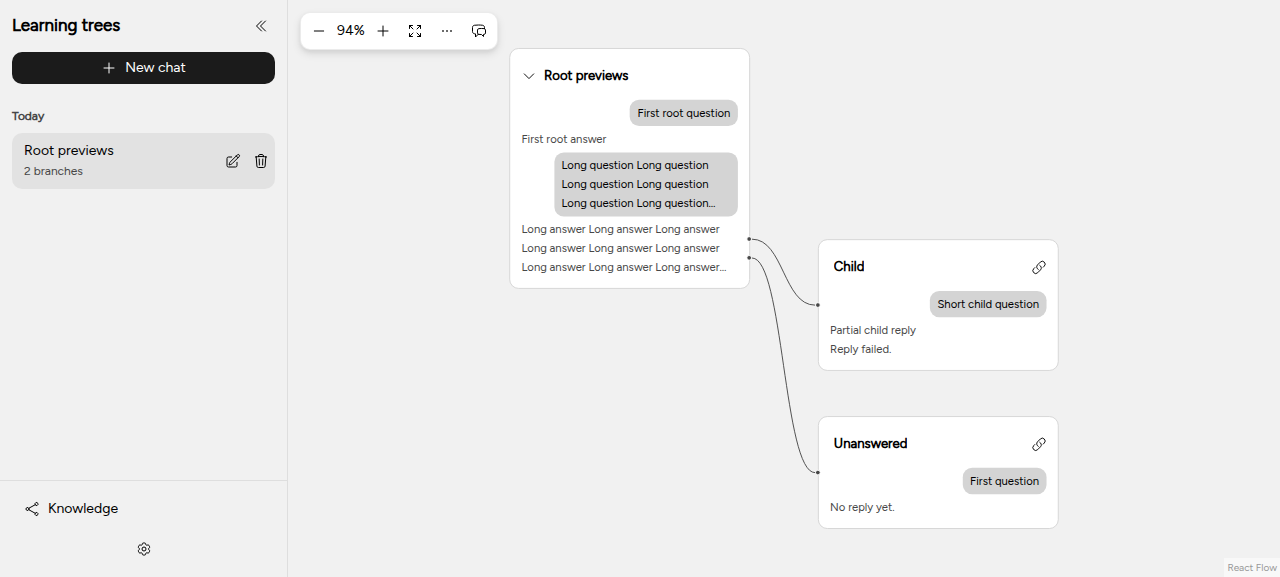 Learning trees
New chat
Today
Root previews
2 branches
Knowledge
94%
Root previews
First root question
First root answer
Long question Long question
Long question Long question
Long question Long question...
Long answer Long answer Long answer
Long answer Long answer Long answer
Long answer Long answer Long answer...
Child
Short child question
Partial child reply
Reply failed.
Unanswered
First question
No reply yet.
React Flow